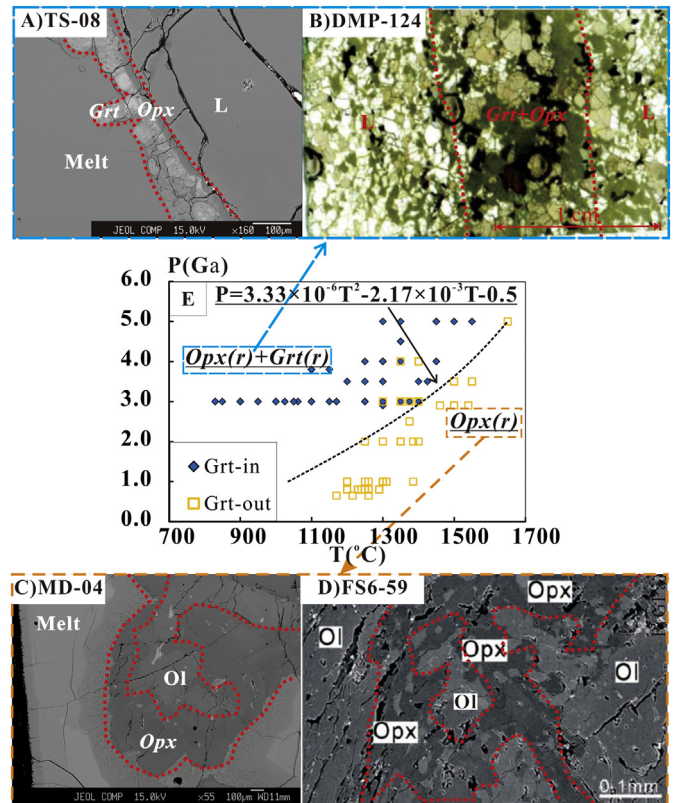 A)TS-08
Grt
Opx
L
Melt
JEOL COMP 15.0kV ×160 100μm
B)DMP-124
L
Grt+Opx
L
1 cm
P(Ga)
E
P=3.33×10⁻⁶T²-2.17×10⁻³T-0.5
6.0
5.0
4.0
3.0
2.0
1.0
0.0
Opx(r)+Grt(r)
Opx(r)
Grt-in
Grt-out
700 900 1100 1300 1500 1700
T(°C)
C)MD-04
Melt
Ol
Opx
JEOL COMP 15.0kV ×55 100μm WD11mm
D)FS6-59
Opx
Ol
Opx
Ol
Ol
Opx
0.1mm